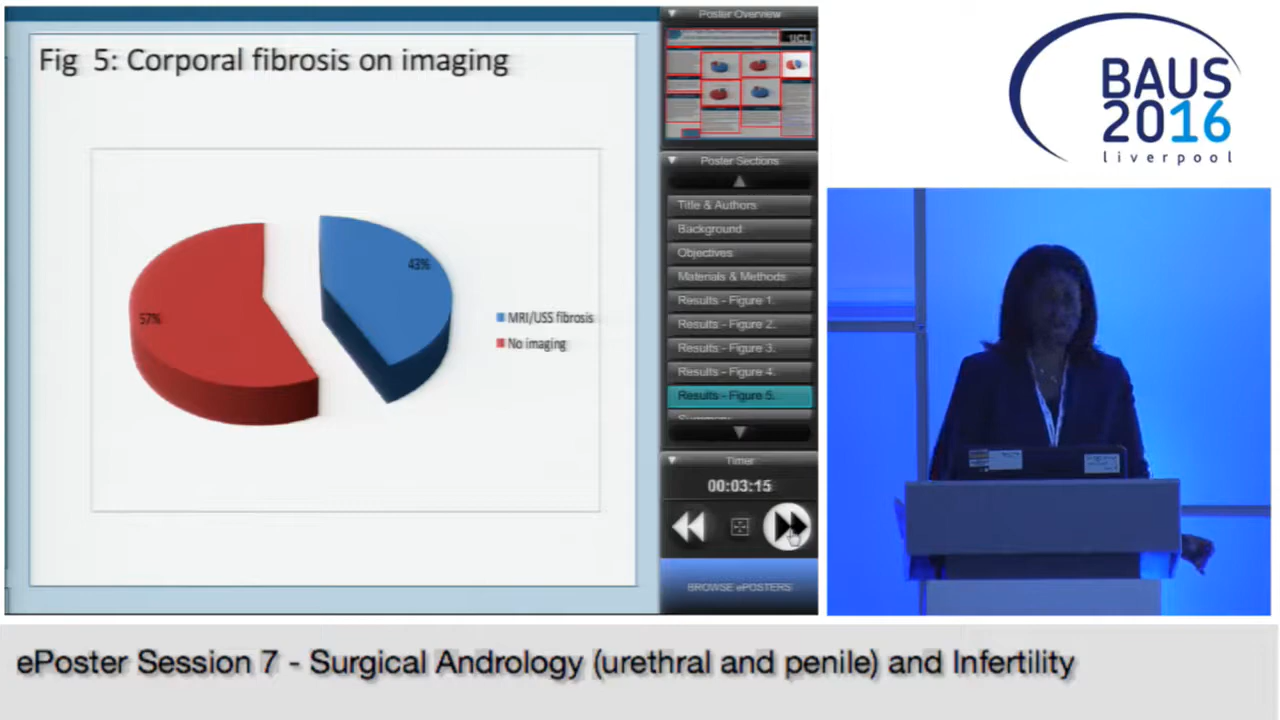 Fig 5: Corporal fibrosis on imaging
43%
57%
MRI/USS fibrosis
No imaging
Poster Overview
UCL
Poster Sections
Title & Authors
Background
Objectives
Materials & Methods
Results - Figure 1.
Results - Figure 2.
Results - Figure 3.
Results - Figure 4.
Results - Figure 5.
Summary
Timer
00:03:15
BROWSE ePOSTERS
BAUS
2016
liverpool
ePoster Session 7 - Surgical Andrology (urethral and penile) and Infertility